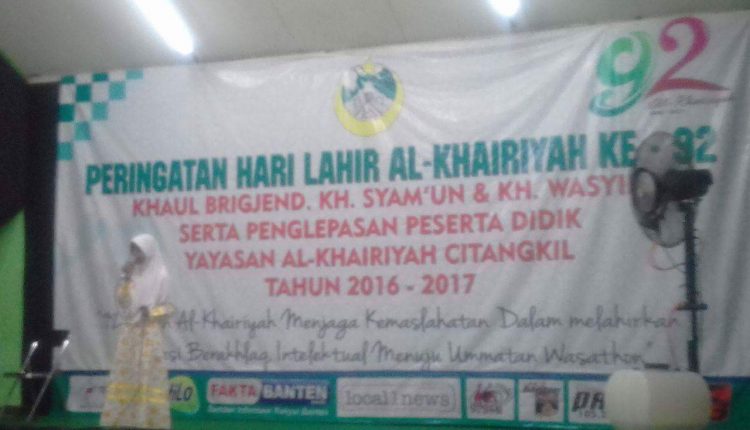 92
PERINGATAN HARI LAHIR AL-KHAIRIYAH KE 92
KHAUL BRIGJEND. KH. SYAM'UN & KH. WASYI
SERTA PENGLEPASAN PESERTA DIDIK
YAYASAN AL-KHAIRIYAH CITANGKIL
TAHUN 2016 - 2017
Al-Khairiyah Menjaga Kemaslahatan Dalam melahirkan
Berakhlaq Intelektual Menuju Ummatan Wasathon"
FAKTA BANTEN
local news